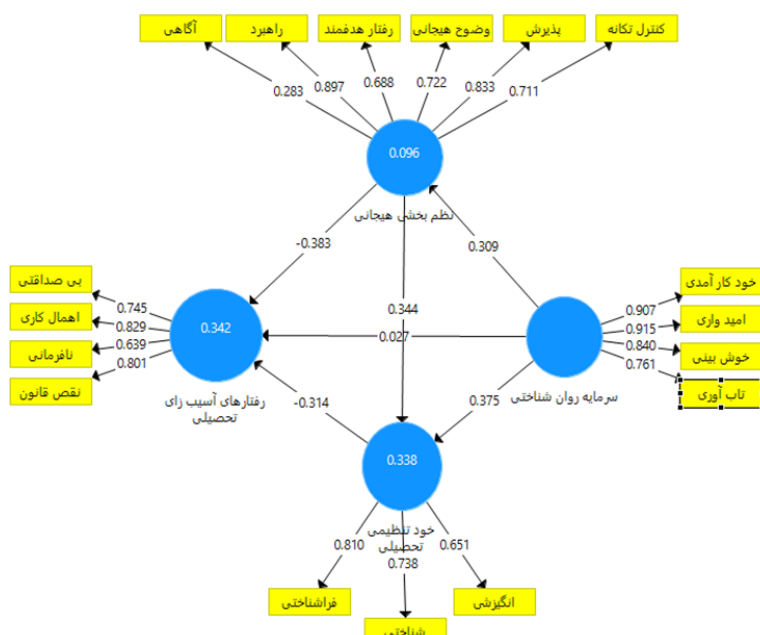 کنترل تکانه
پذیرش
وضوح هیجانی
رفتار هدفمند
راهبرد
آگاهی
0.711
0.833
0.722
0.688
0.897
0.283
0.096
نظم بخشی هیجانی
0.309
-0.383
0.344
0.027
خود کار آمدی
امید واری
خوش بینی
تاب آوری
0.907
0.915
0.840
0.761
سرمایه روان شناختی
بی صداقتی
اهمال کاری
نافرمانی
نقص قانون
0.745
0.829
0.639
0.801
0.342
رفتارهای آسیب زای
تحصیلی
0.375
-0.314
0.338
خود تنظیمی
تحصیلی
0.651
0.738
0.810
انگیزشی
شناختی
فراشناختی